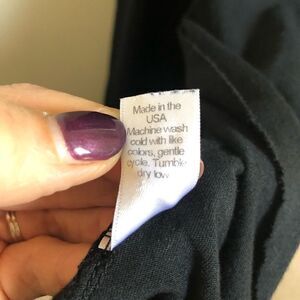 Made in the
USA
Machine wash
cold with like
colors, gentle
cycle. Tumble
dry low.